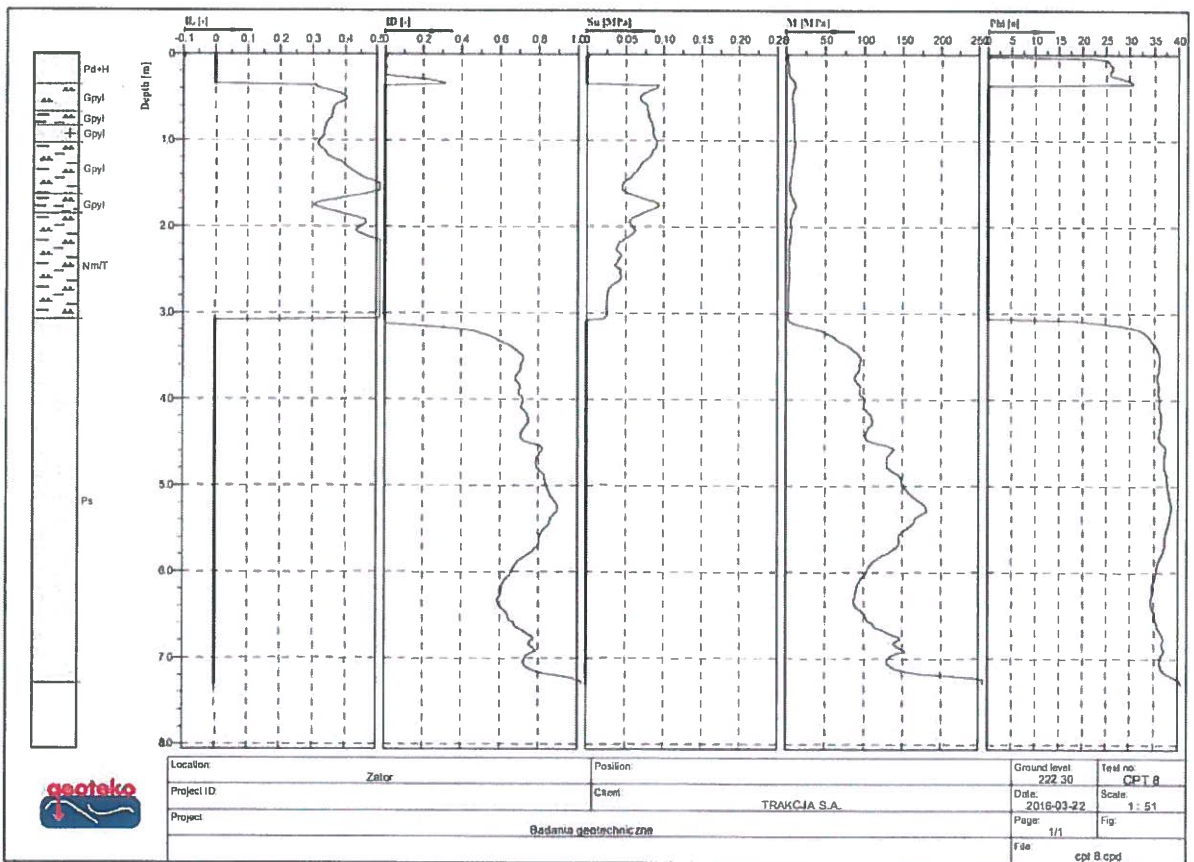 IL [-] ID [-] Su [MPa] M [MPa] Phi [o]
-0.1 0 0.1 0.2 0.3 0.4 0.5 0 0.2 0.4 0.6 0.8 1.0 0 0.05 0.10 0.15 0.20 0 50 100 150 200 250 0 5 10 15 20 25 30 35 40
Depth [m]
0
1.0
2.0
3.0
4.0
5.0
6.0
7.0
8.0
Pd+H
Gpyl
Gpyl
Gpyl
Gpyl
Gpyl
Nm/T
Ps
geoteko
Location:
Zator
Position:
Ground level:
222.30
Test no:
CPT 8
Project ID:
Client:
TRAKCJA S.A.
Date:
2016-03-22
Scale:
1 : 51
Project:
Badania geotechniczne
Page:
1/1
Fig:
File:
cpt 8.cpd